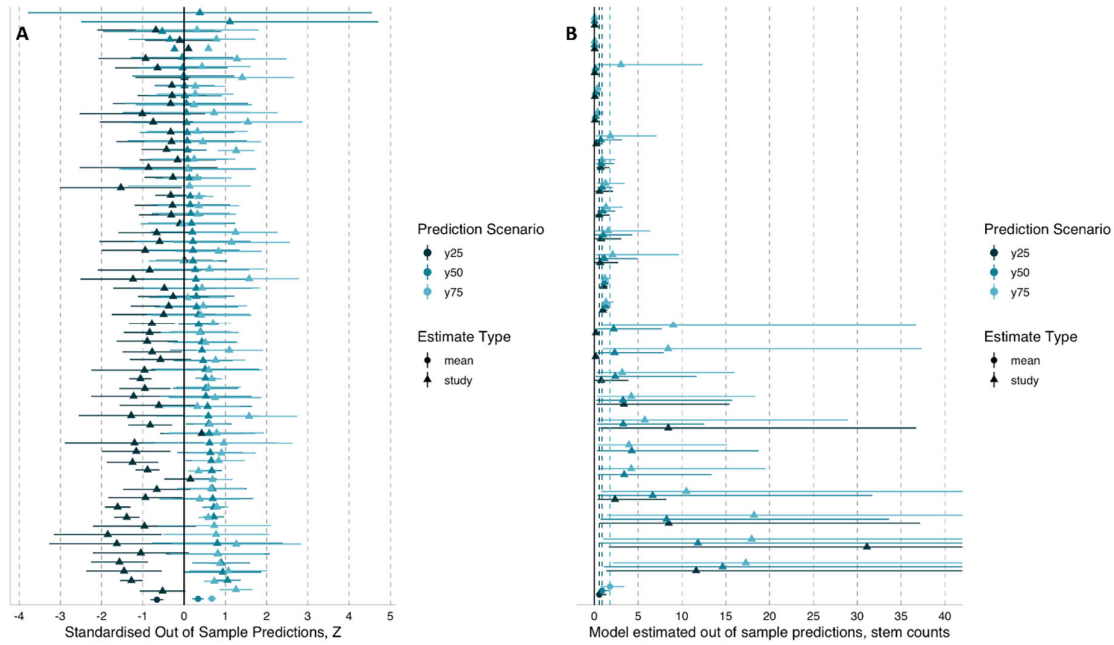 A
B
Prediction Scenario
y25
y50
y75
Estimate Type
mean
study
Prediction Scenario
y25
y50
y75
Estimate Type
mean
study
-4 -3 -2 -1 0 1 2 3 4 5
Standardised Out of Sample Predictions, Z
0 5 10 15 20 25 30 35 40
Model estimated out of sample predictions, stem counts